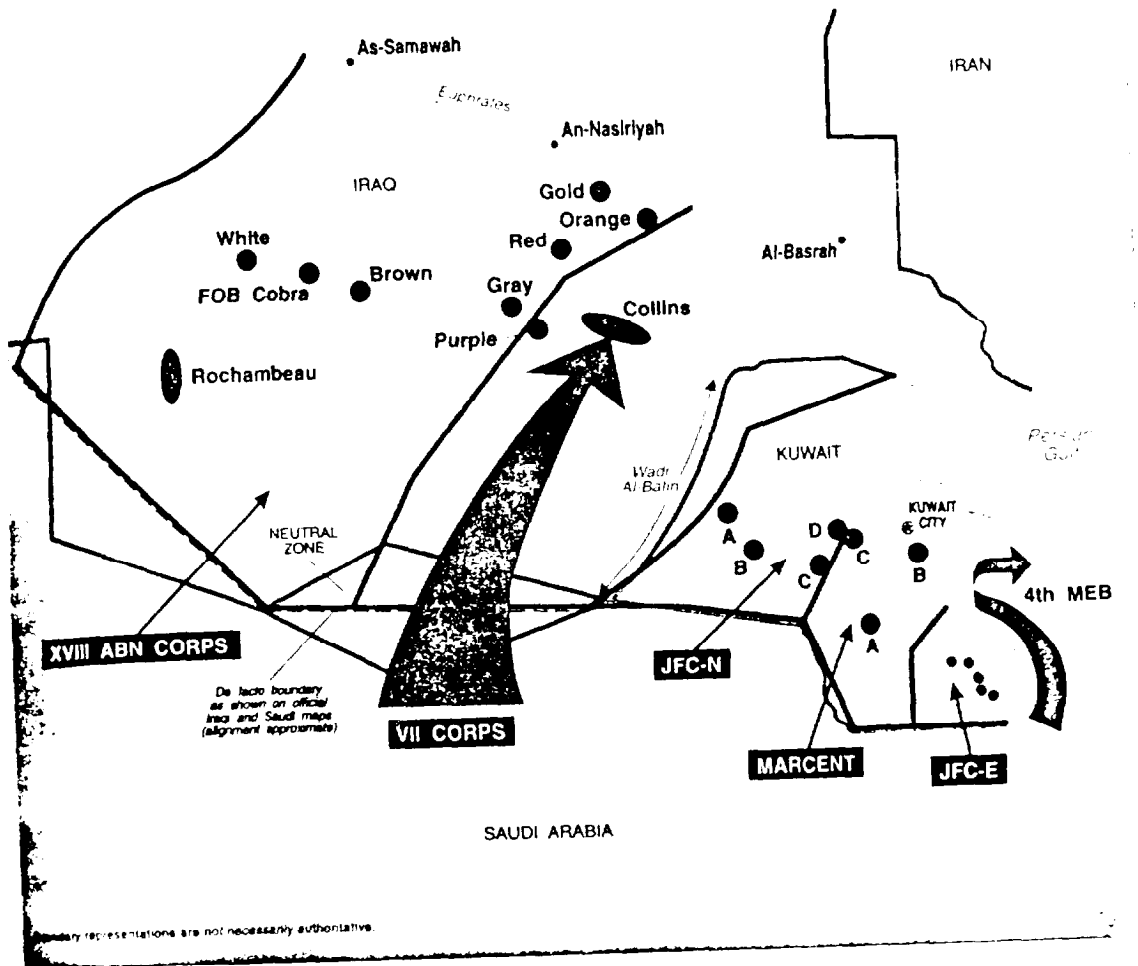 As-Samawah
IRAN
Euphrates
An-Nasiriyah
IRAQ
Gold
Orange
White
Red
Al-Basrah
FOB Cobra
Brown
Gray
Collins
Purple
Rochambeau
Persian
Gulf
KUWAIT
Wadi
Al-Batin
KUWAIT
CITY
NEUTRAL
ZONE
A
D
C
B
C
B
4th MEB
XVIII ABN CORPS
JFC-N
A
De facto boundary
as shown on official
Iraqi and Saudi maps
(alignment approximate)
VII CORPS
MARCENT
JFC-E
SAUDI ARABIA
representations are not necessarily authoritative.